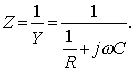 Z = 1/Y = 1/(1/R + jωC).